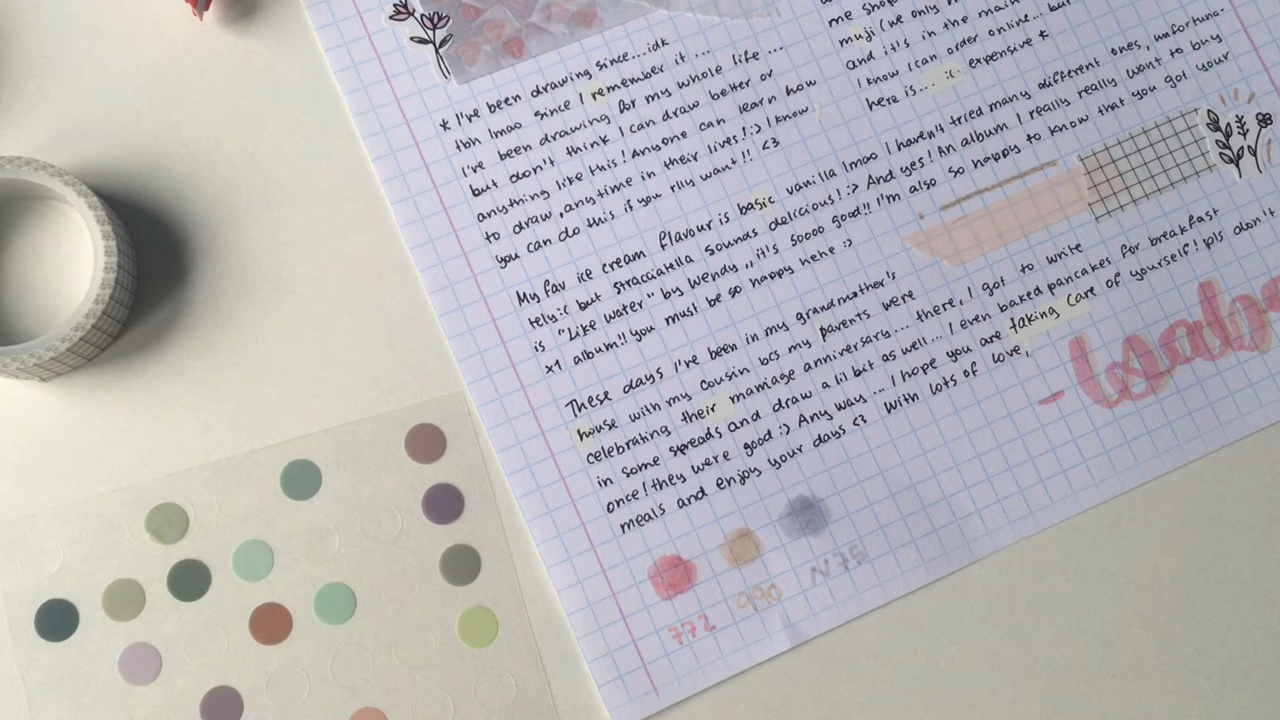 me shop
muji (we only
and it's in the main
I know I can order online... but
here is... :c expensive *
* I've been drawing since...idk
tbh lmao since I remember it ...
I've been drawing for my whole life ...
but don't think I can draw better or
anything like this! Anyone can learn how
to draw, anytime in their lives! :) I know
you can do this is you rlly want!! <3
My fav ice cream flavour is basic vanilla lmao I haven't tried many different ones, unfortuna-
tely :c but stracciatella sounds delicious! :> And yes! An album I really really want to buy
is "Like water" by Wendy ,, it's soooo good!! I'm also so happy to know that you got your
x1 album!! you must be so happy hehe :>
These days I've been in my grandmother's
house with my cousin bcs my parents were
celebrating their marriage anniversary... there, I got to write
in some spreads and draw a lil bit as well... I even baked pancakes for breakfast
once! they were good :) Any way ... I hope you are taking care of yourself! pls don't
meals and enjoy your days <3 With lots of love,
772 990 N75